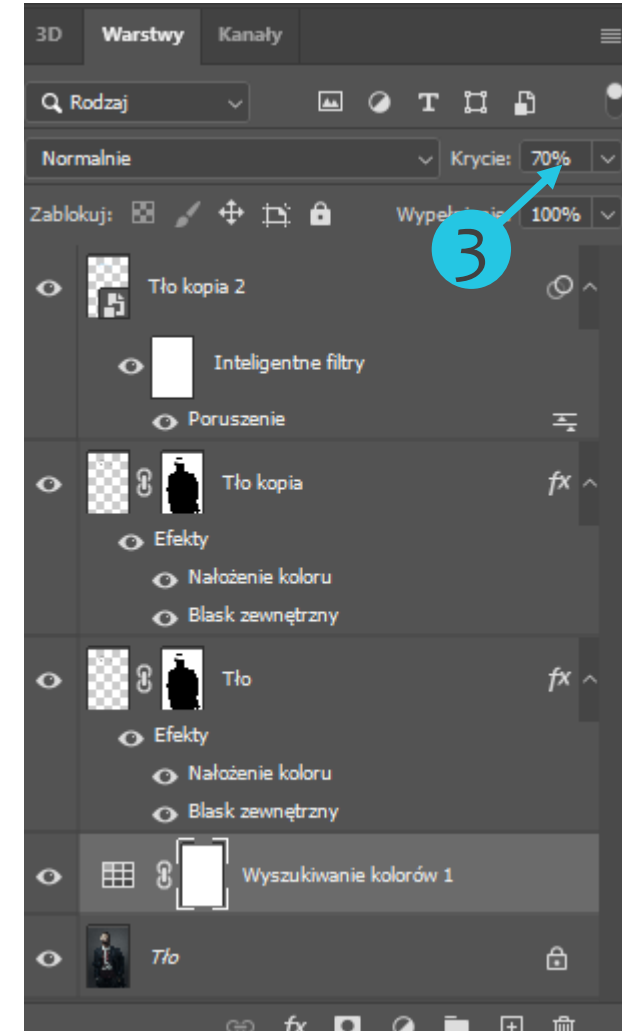 3D Warstwy Kanały
Rodzaj
Normalnie Krycie: 70%
Zablokuj: 100%
3
Tło kopia 2
Inteligentne filtry
Poruszenie
Tło kopia fx
Efekty
Nałożenie koloru
Blask zewnętrzny
Tło fx
Efekty
Nałożenie koloru
Blask zewnętrzny
Wyszukiwanie kolorów 1
Tło
fx